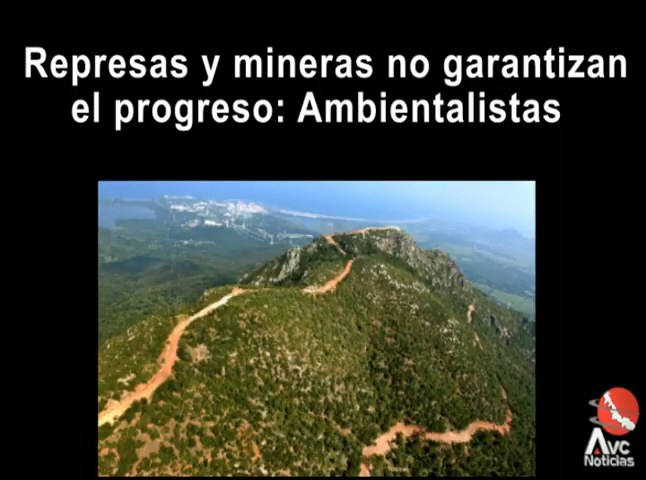 Represas y mineras no garantizan
el progreso: Ambientalistas
Avc
Noticias